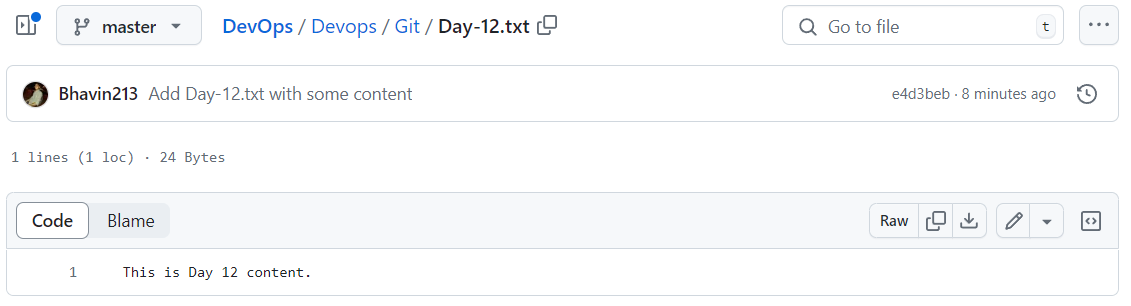 master DevOps / Devops / Git / Day-12.txt Go to file t
Bhavin213 Add Day-12.txt with some content e4d3beb · 8 minutes ago
1 lines (1 loc) · 24 Bytes
Code Blame Raw
1 This is Day 12 content.